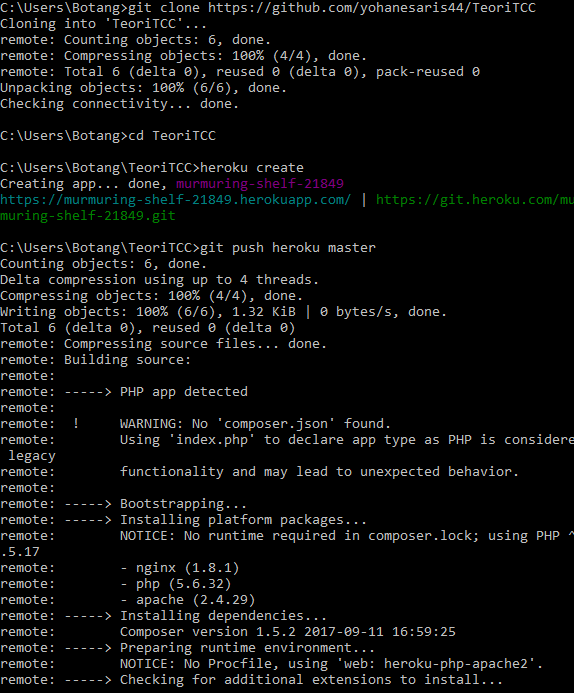 C:\Users\Botang>git clone https://github.com/yohanesaris44/TeoriTCC
Cloning into 'TeoriTCC'...
remote: Counting objects: 6, done.
remote: Compressing objects: 100% (4/4), done.
remote: Total 6 (delta 0), reused 0 (delta 0), pack-reused 0
Unpacking objects: 100% (6/6), done.
Checking connectivity... done.
C:\Users\Botang>cd TeoriTCC
C:\Users\Botang\TeoriTCC>heroku create
Creating app... done, murmuring-shelf-21849
https://murmuring-shelf-21849.herokuapp.com/ | https://git.heroku.com/mu
muring-shelf-21849.git
C:\Users\Botang\TeoriTCC>git push heroku master
Counting objects: 6, done.
Delta compression using up to 4 threads.
Compressing objects: 100% (4/4), done.
Writing objects: 100% (6/6), 1.32 KiB | 0 bytes/s, done.
Total 6 (delta 0), reused 0 (delta 0)
remote: Compressing source files... done.
remote: Building source:
remote:
remote: -----> PHP app detected
remote:
remote:  !     WARNING: No 'composer.json' found.
remote:        Using 'index.php' to declare app type as PHP is considere
 legacy
remote:        functionality and may lead to unexpected behavior.
remote:
remote: -----> Bootstrapping...
remote: -----> Installing platform packages...
remote:        NOTICE: No runtime required in composer.lock; using PHP ^
.5.17
remote:        - nginx (1.8.1)
remote:        - php (5.6.32)
remote:        - apache (2.4.29)
remote: -----> Installing dependencies...
remote:        Composer version 1.5.2 2017-09-11 16:59:25
remote: -----> Preparing runtime environment...
remote:        NOTICE: No Procfile, using 'web: heroku-php-apache2'.
remote: -----> Checking for additional extensions to install...